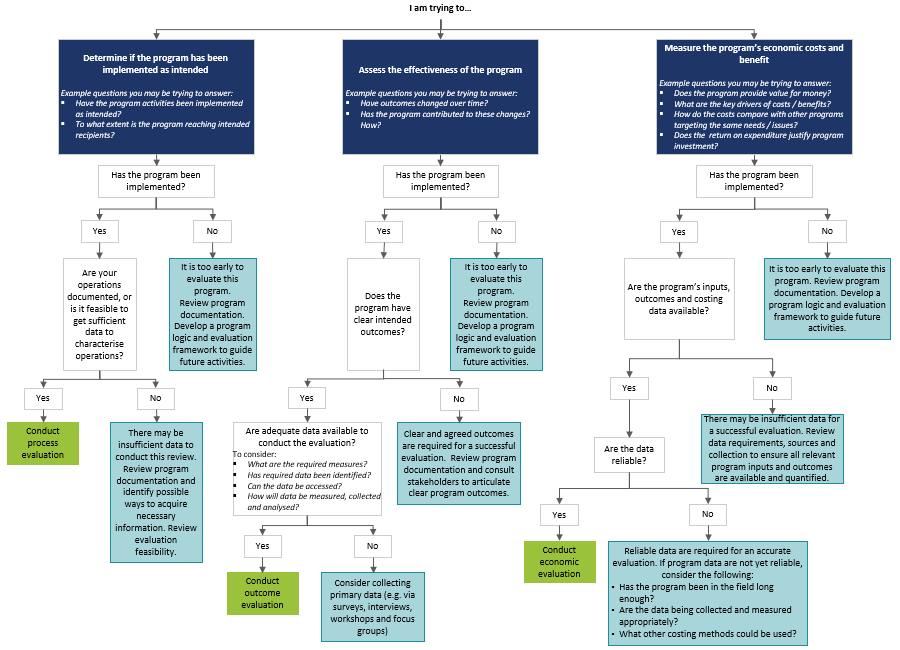 I am trying to…
Determine if the program has been
implemented as intended
Example questions you may be trying to answer:
▪ Have the program activities been implemented
as intended?
▪ To what extent is the program reaching intended
recipients?
Assess the effectiveness of the program
Example questions you may be trying to answer:
▪ Have outcomes changed over time?
▪ Has the program contributed to these changes?
How?
Measure the program's economic costs and
benefit
Example questions you may be trying to answer:
▪ Does the program provide value for money?
▪ What are the key drivers of costs / benefits?
▪ How do the costs compare with other programs
targeting the same needs / issues?
▪ Does the return on expenditure justify program
investment?
Has the program been
implemented?
Has the program been
implemented?
Has the program been
implemented?
Yes
No
Yes
No
Yes
No
Are your
operations
documented, or
is it feasible to
get sufficient
data to
characterise
operations?
It is too early to
evaluate this
program.
Review program
documentation.
Develop a program
logic and evaluation
framework to guide
future activities.
Does the
program have
clear intended
outcomes?
It is too early to
evaluate this
program.
Review program
documentation.
Develop a program
logic and evaluation
framework to guide
future activities.
Are the program's inputs,
outcomes and costing
data available?
It is too early to evaluate this
program. Review program
documentation. Develop a
program logic and evaluation
framework to guide future
activities.
Yes
No
Yes
No
Yes
No
Conduct
process
evaluation
There may be
insufficient data to
conduct this review.
Review program
documentation and
identify possible
ways to acquire
necessary
information. Review
evaluation
feasibility.
Are adequate data available to
conduct the evaluation?
To consider:
▪ What are the required measures?
▪ Has required data been identified?
▪ Can the data be accessed?
▪ How will data be measured, collected
and analysed?
Clear and agreed outcomes
are required for a successful
evaluation. Review program
documentation and consult
stakeholders to articulate
clear program outcomes.
Are the data
reliable?
There may be insufficient data for
a successful evaluation. Review
data requirements, sources and
collection to ensure all relevant
program inputs and outcomes
are available and quantified.
Yes
No
Yes
No
Conduct
outcome
evaluation
Consider collecting
primary data (e.g. via
surveys, interviews,
workshops and focus
groups)
Conduct
economic
evaluation
Reliable data are required for an accurate
evaluation. If program data are not yet reliable,
consider the following:
• Has the program been in the field long
enough?
• Are the data being collected and measured
appropriately?
• What other costing methods could be used?